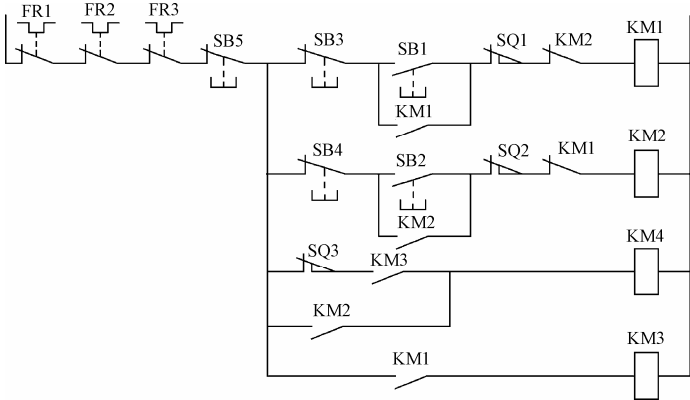 FR1 FR2 FR3
SB5 SB3 SB1 SQ1 KM2 KM1
KM1
SB4 SB2 SQ2 KM1 KM2
KM2
SQ3 KM3 KM4
KM2
KM1 KM3